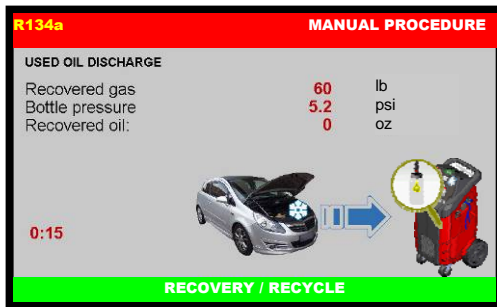 R134a MANUAL PROCEDURE
USED OIL DISCHARGE
Recovered gas 60 lb
Bottle pressure 5.2 psi
Recovered oil: 0 oz
0:15
RECOVERY / RECYCLE